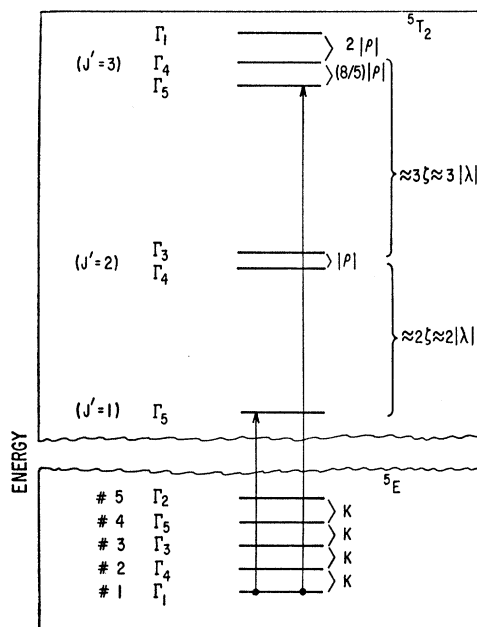 ⁵T₂
Γ₁
2|ρ|
(J'=3) Γ₄
(8/5)|ρ|
Γ₅
≈3ζ≈3|λ|
Γ₃
(J'=2)
|ρ|
Γ₄
≈2ζ≈2|λ|
(J'=1) Γ₅
ENERGY
⁵E
# 5 Γ₂
K
# 4 Γ₅
K
# 3 Γ₃
K
# 2 Γ₄
K
# 1 Γ₁